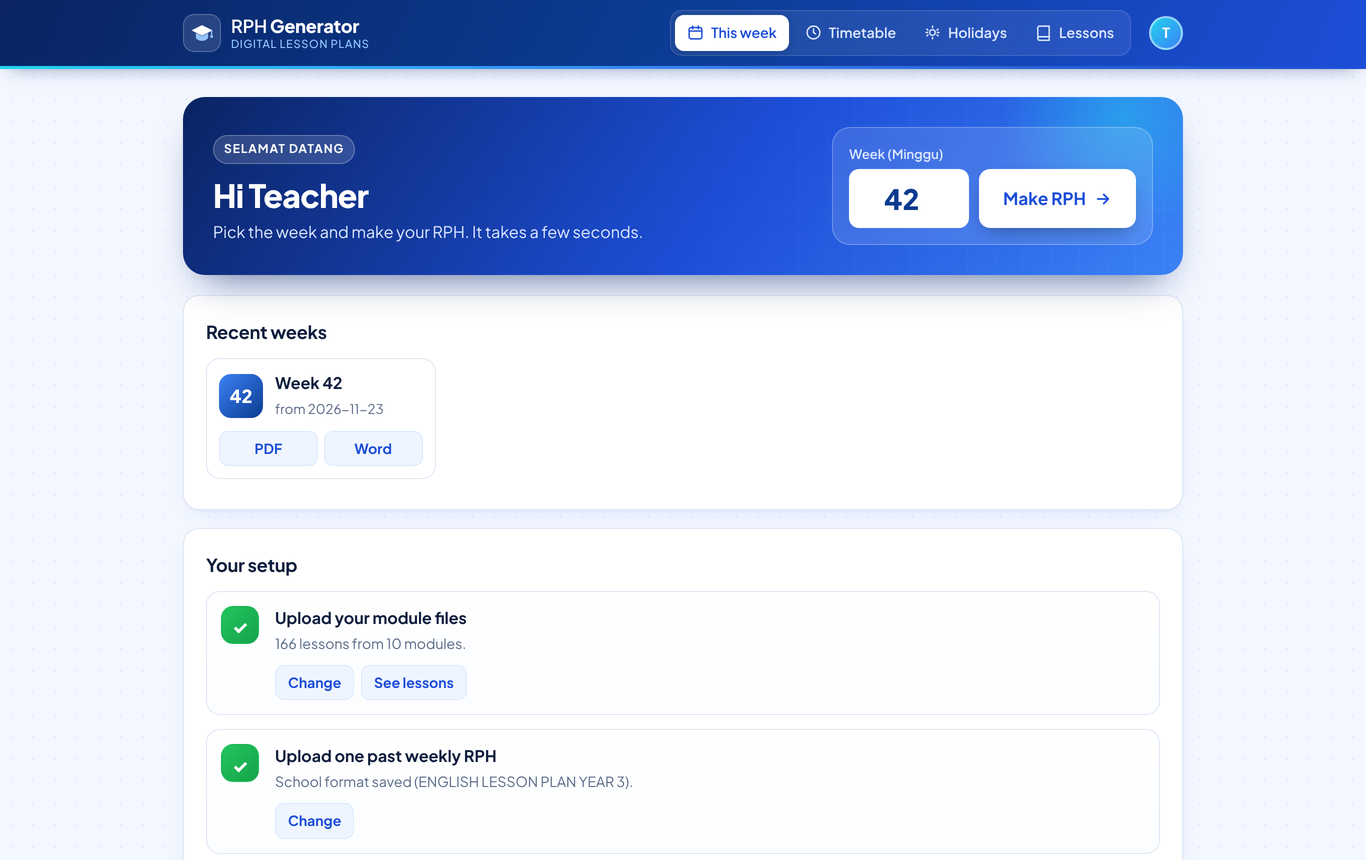 RPH Generator
DIGITAL LESSON PLANS
This week
Timetable
Holidays
Lessons
T
SELAMAT DATANG
Hi Teacher
Pick the week and make your RPH. It takes a few seconds.
Week (Minggu)
42
Make RPH →
Recent weeks
42
Week 42
from 2026-11-23
PDF
Word
Your setup
Upload your module files
166 lessons from 10 modules.
Change
See lessons
Upload one past weekly RPH
School format saved (ENGLISH LESSON PLAN YEAR 3).
Change